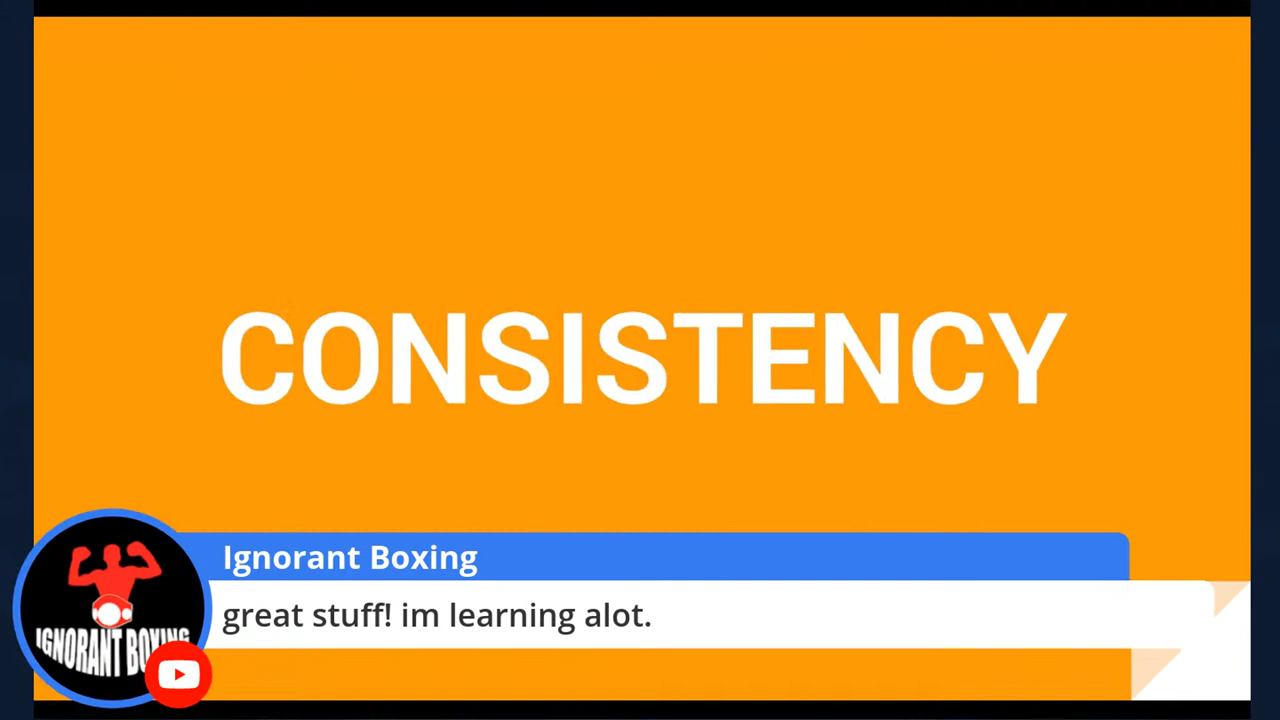 CONSISTENCY
Ignorant Boxing
great stuff! im learning alot.
IGNORANT BOXING